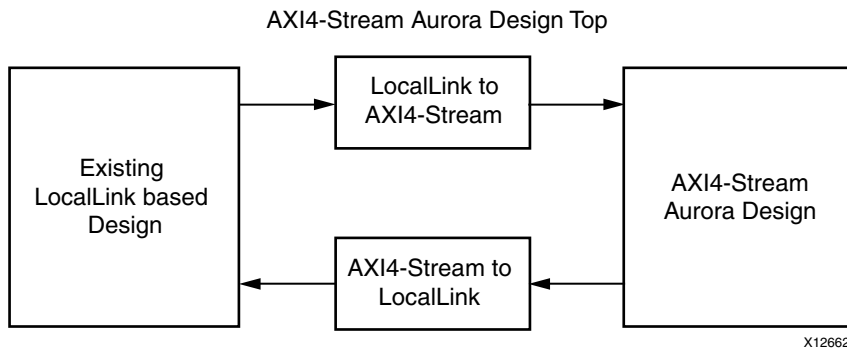 AXI4-Stream Aurora Design Top
LocalLink to
AXI4-Stream
Existing
LocalLink based
Design
AXI4-Stream
Aurora Design
AXI4-Stream to
LocalLink
X12662